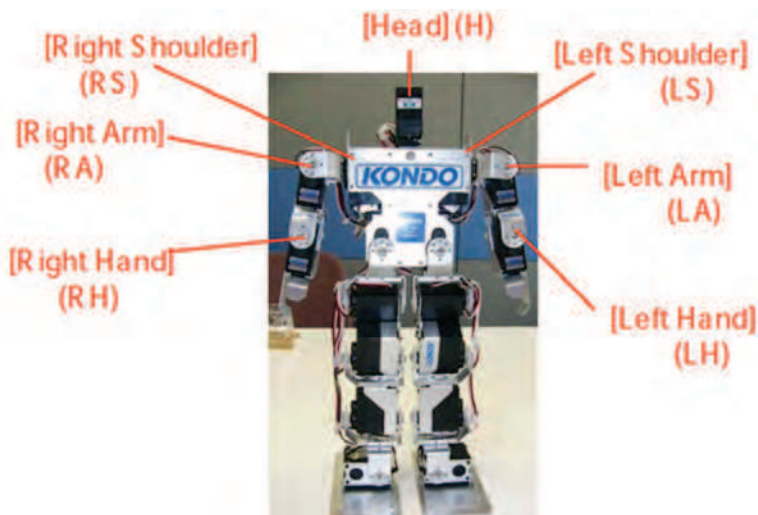 [Head] (H)
[Right Shoulder]
(RS)
[Left Shoulder]
(LS)
[Right Arm]
(RA)
KONDO
[Left Arm]
(LA)
[Right Hand]
(RH)
[Left Hand]
(LH)
KONDO